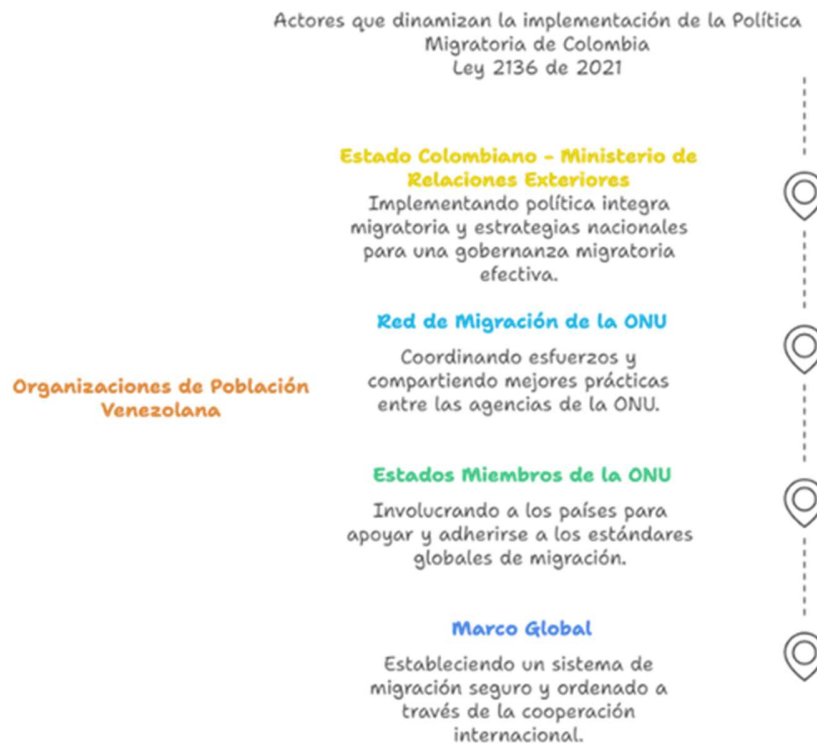 Actores que dinamizan la implementación de la Política
Migratoria de Colombia
Ley 2136 de 2021
Estado Colombiano - Ministerio de
Relaciones Exteriores
Implementando política integra
migratoria y estrategias nacionales
para una gobernanza migratoria
efectiva.
Red de Migración de la ONU
Coordinando esfuerzos y
compartiendo mejores prácticas
entre las agencias de la ONU.
Organizaciones de Población
Venezolana
Estados Miembros de la ONU
Involucrando a los países para
apoyar y adherirse a los estándares
globales de migración.
Marco Global
Estableciendo un sistema de
migración seguro y ordenado a
través de la cooperación
internacional.